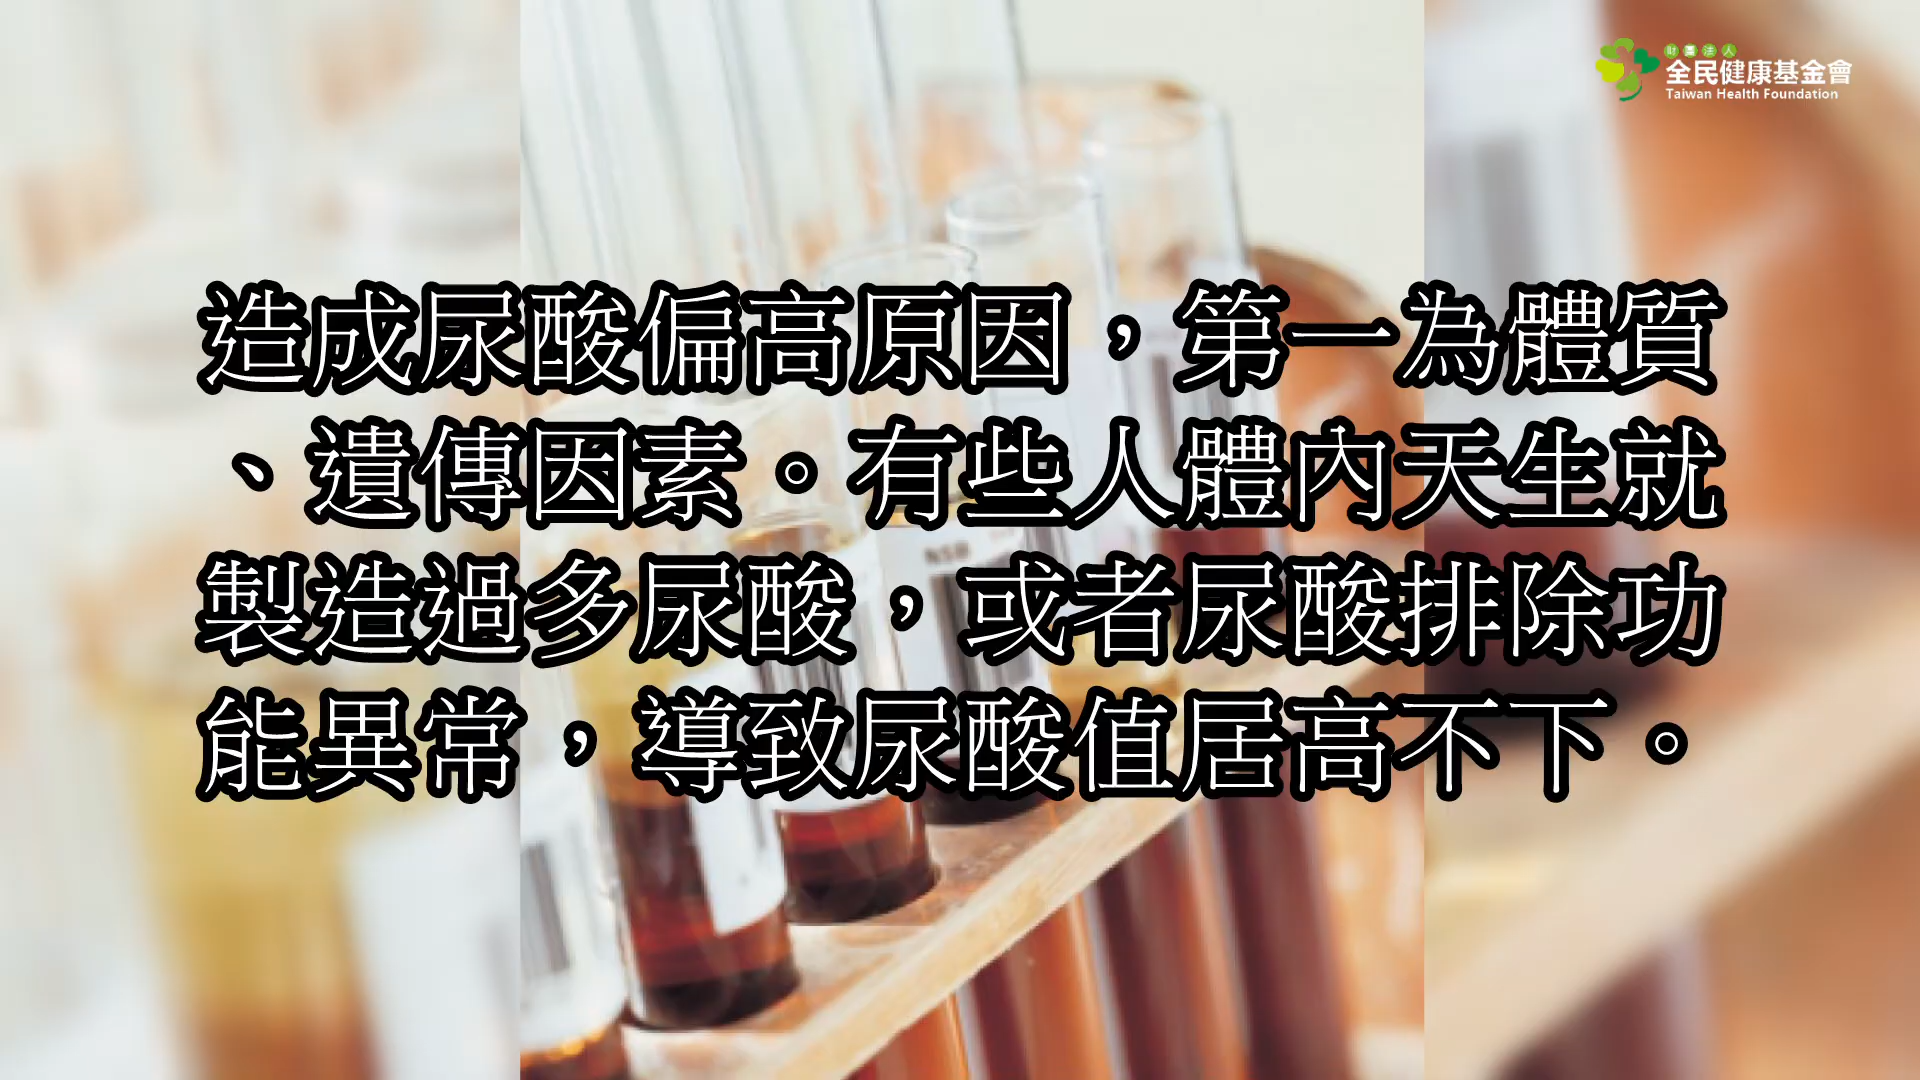 財團法人
全民健康基金會
Taiwan Health Foundation
造成尿酸偏高原因，第一為體質
、遺傳因素。有些人體內天生就
製造過多尿酸，或者尿酸排除功
能異常，導致尿酸值居高不下。
NSB